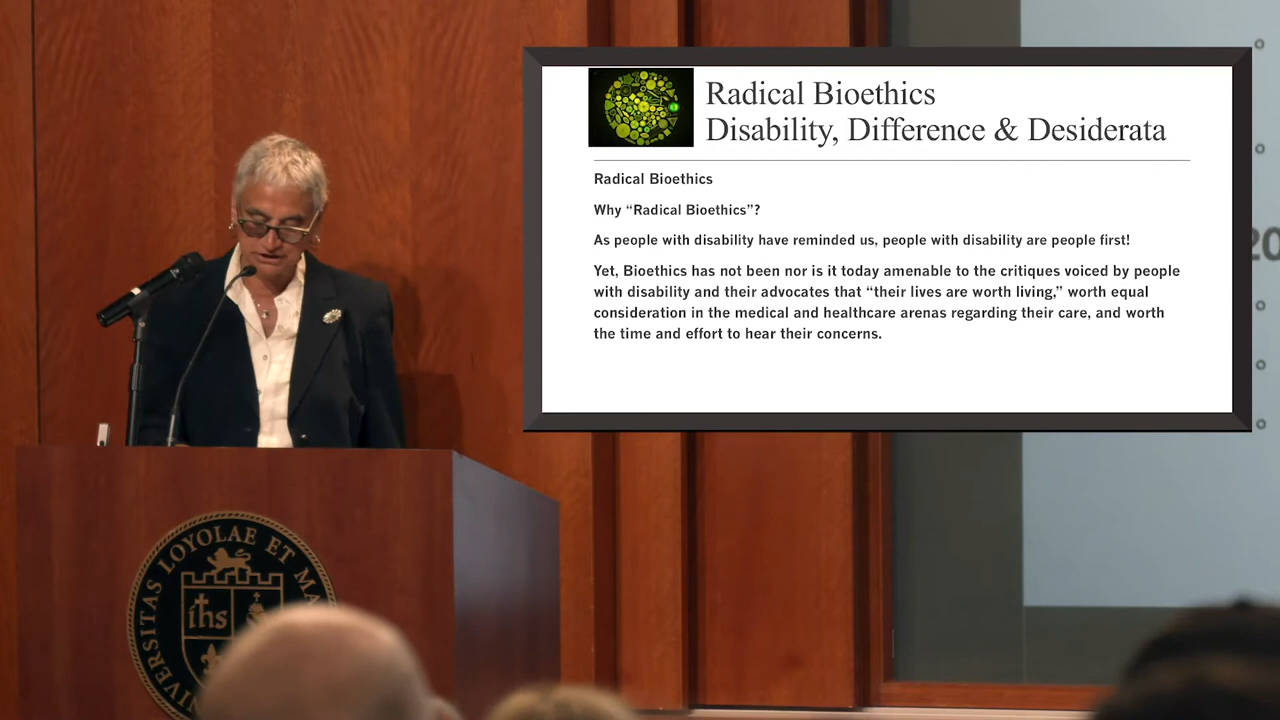 Radical Bioethics
Disability, Difference & Desiderata
Radical Bioethics
Why “Radical Bioethics”?
As people with disability have reminded us, people with disability are people first!
Yet, Bioethics has not been nor is it today amenable to the critiques voiced by people
with disability and their advocates that “their lives are worth living,” worth equal
consideration in the medical and healthcare arenas regarding their care, and worth
the time and effort to hear their concerns.
20
LOYOLAE ET
ihs